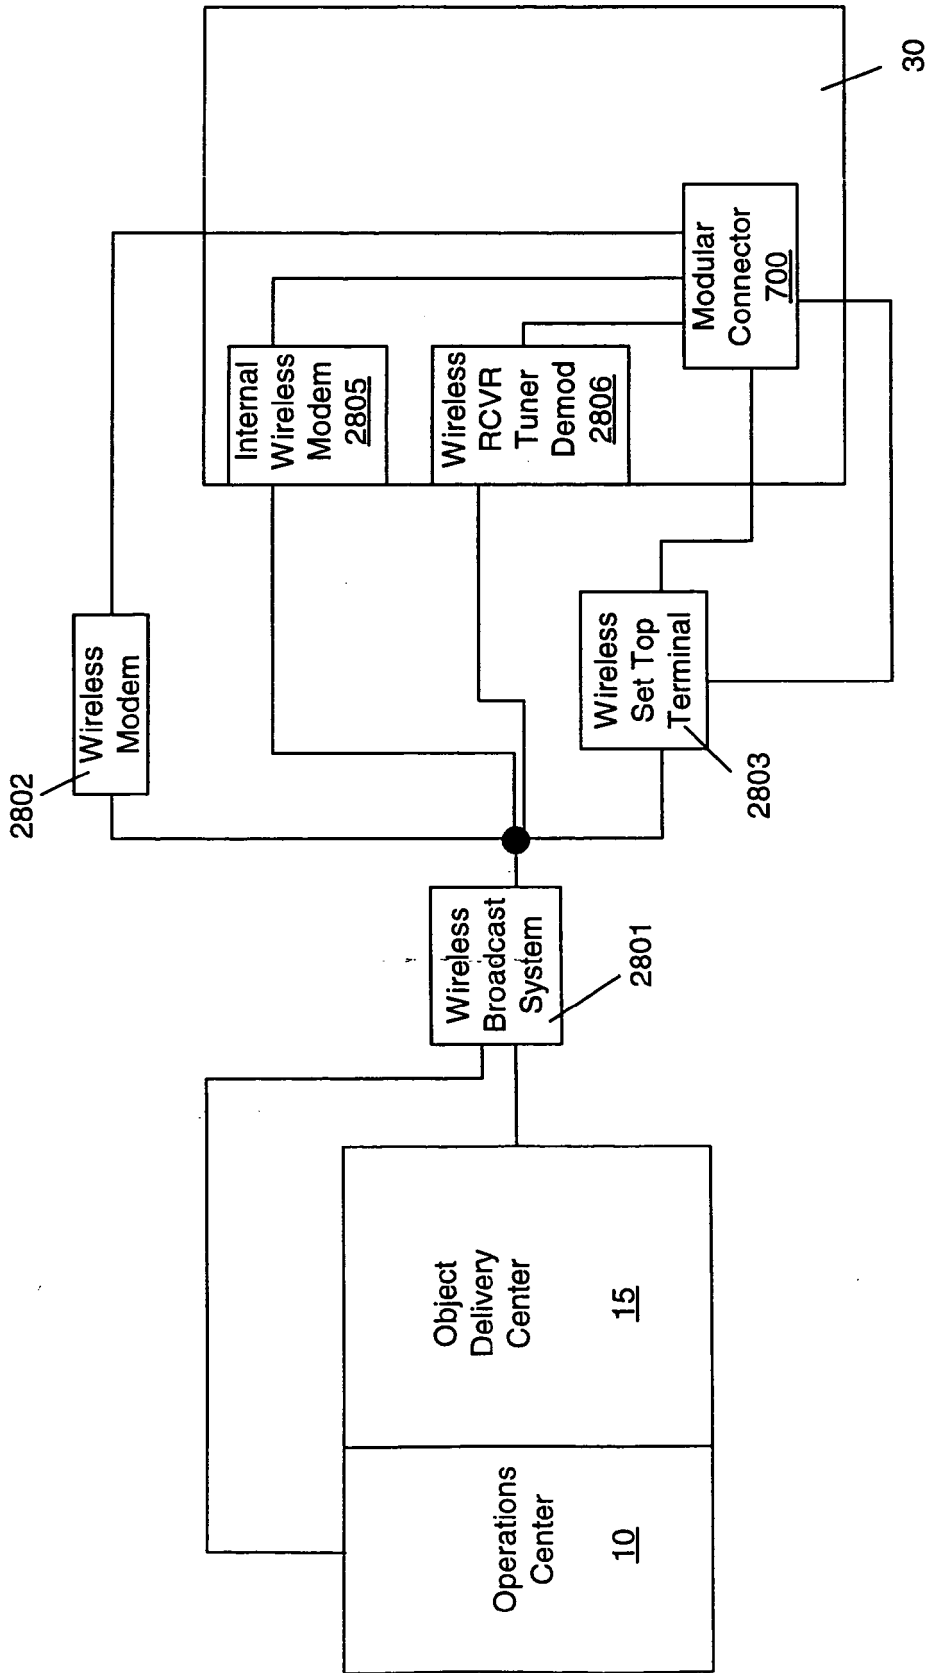 Operations
Center
10
Object
Delivery
Center
15
Wireless
Broadcast
System
2801
2802
Wireless
Modem
Wireless
Set Top
Terminal
2803
Internal
Wireless
Modem
2805
Wireless
RCVR
Tuner
Demod
2806
Modular
Connector
700
30